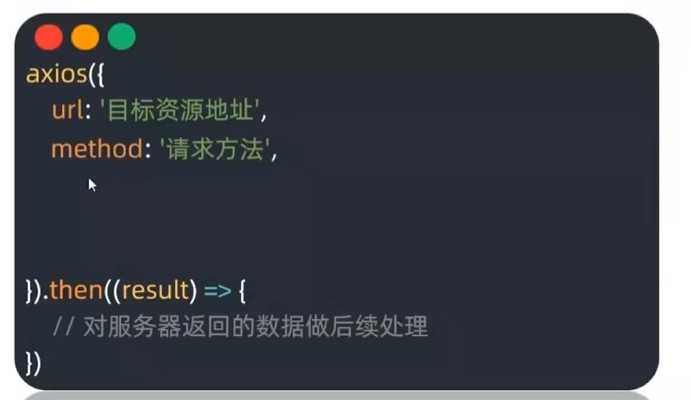 axios({
url: '目标资源地址',
method: '请求方法',
}).then((result) => {
// 对服务器返回的数据做后续处理
})